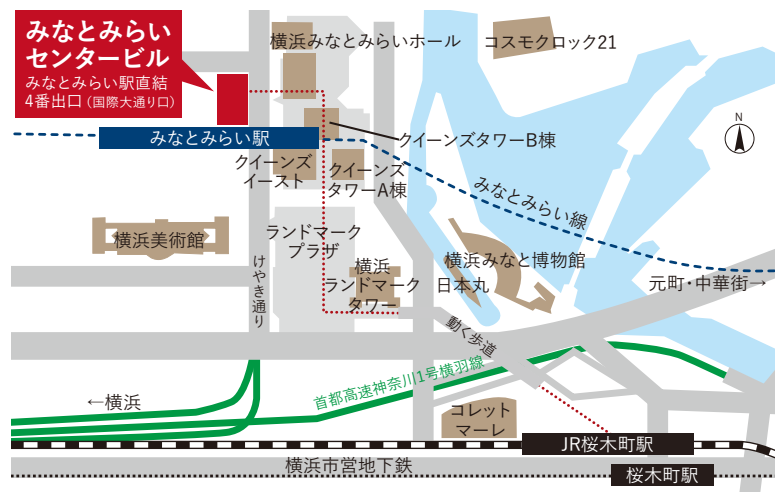 みなとみらい
センタービル
みなとみらい駅直結
4番出口（国際大通り口）
横浜みなとみらいホール
コスモクロック21
N
みなとみらい駅
クイーンズタワーB棟
クイーンズ
イースト
クイーンズ
タワーA棟
みなとみらい線
横浜美術館
ランドマーク
プラザ
けやき通り
横浜
ランドマーク
タワー
日本丸
横浜みなと博物館
元町・中華街→
動く歩道
首都高速神奈川1号横羽線
←横浜
コレット
マーレ
JR桜木町駅
横浜市営地下鉄
桜木町駅